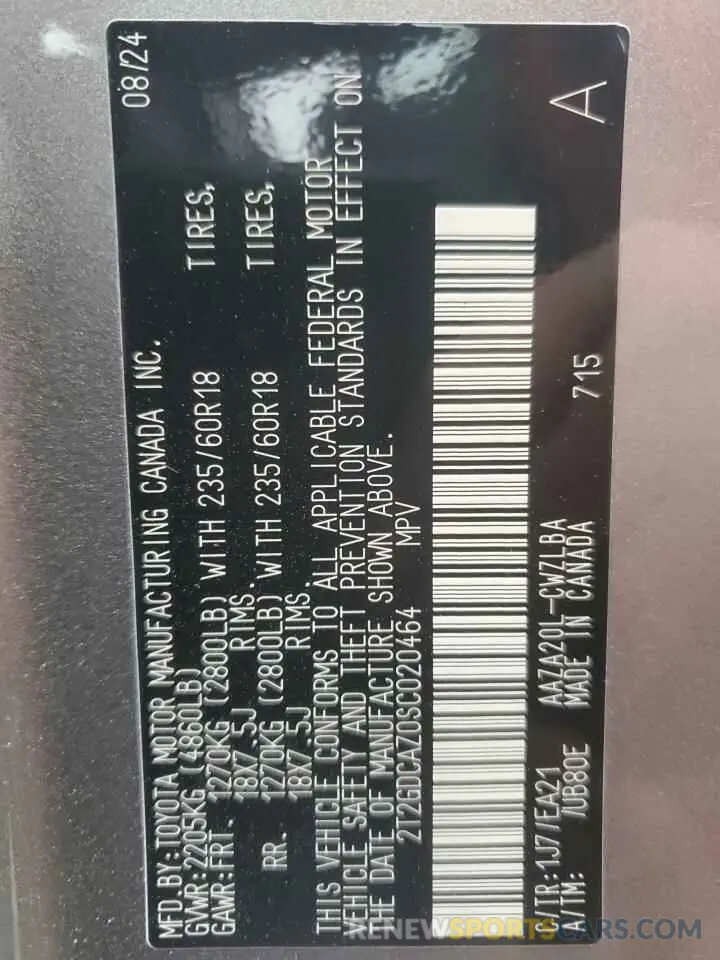 MFD.BY:TOYOTA MOTOR MANUFACTURING CANADA INC. 08/24
GVWR:2205KG (4860LB)
GAWR:FRT. 1270KG (2800LB) WITH 235/60R18 TIRES,
18X7.5J RIMS.
RR. 1270KG (2800LB) WITH 235/60R18 TIRES,
18X7.5J RIMS.
THIS VEHICLE CONFORMS TO ALL APPLICABLE FEDERAL MOTOR
VEHICLE SAFETY AND THEFT PREVENTION STANDARDS IN EFFECT ON
THE DATE OF MANUFACTURE SHOWN ABOVE.
2T2GDCAZ0SC020464 MPV
C/TR:1J7/EA21 AAZA20L-CWZLBA 715 A
S/TM: /UB80E MADE IN CANADA
RENEWSPORTSCARS.COM